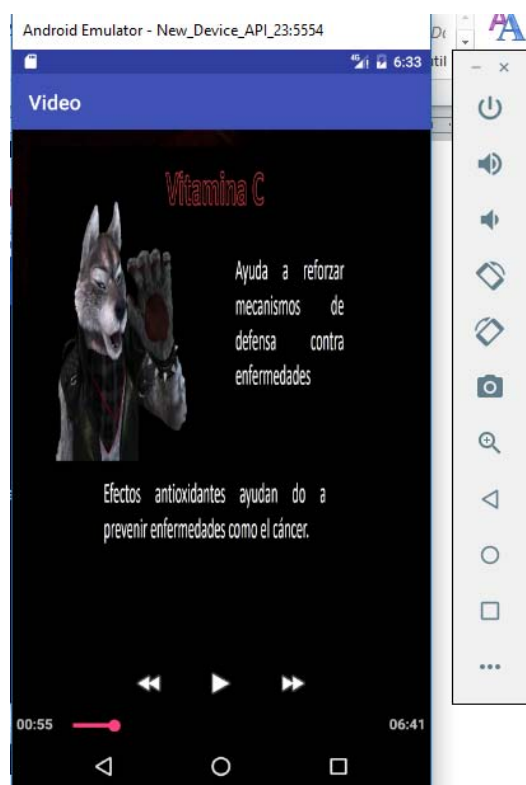 Android Emulator - New_Device_API_23:5554
6:33
Video
Vitamina C
Ayuda a reforzar
mecanismos de
defensa contra
enfermedades
Efectos antioxidantes ayudan do a
prevenir enfermedades como el cáncer.
00:55
06:41